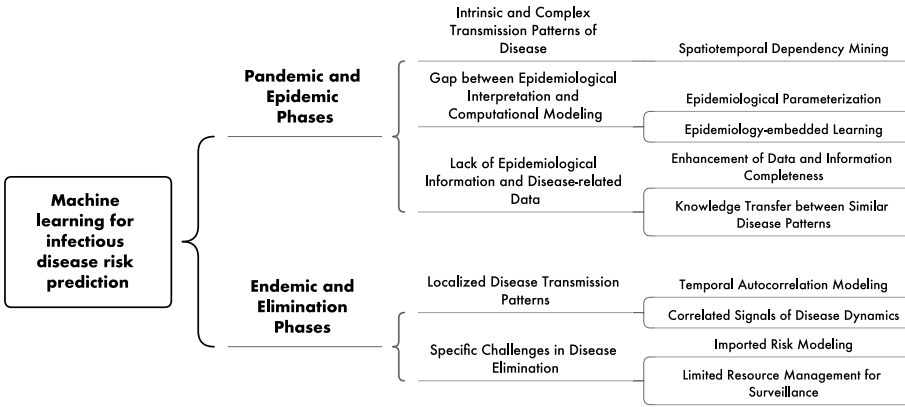 Machine
learning for
infectious
disease risk
prediction
Pandemic and
Epidemic
Phases
Intrinsic and Complex
Transmission Patterns of
Disease
Spatiotemporal Dependency Mining
Gap between Epidemiological
Interpretation and
Computational Modeling
Epidemiological Parameterization
Epidemiology-embedded Learning
Lack of Epidemiological
Information and Disease-related
Data
Enhancement of Data and Information
Completeness
Knowledge Transfer between Similar
Disease Patterns
Endemic and
Elimination
Phases
Localized Disease Transmission
Patterns
Temporal Autocorrelation Modeling
Correlated Signals of Disease Dynamics
Specific Challenges in Disease
Elimination
Imported Risk Modeling
Limited Resource Management for
Surveillance